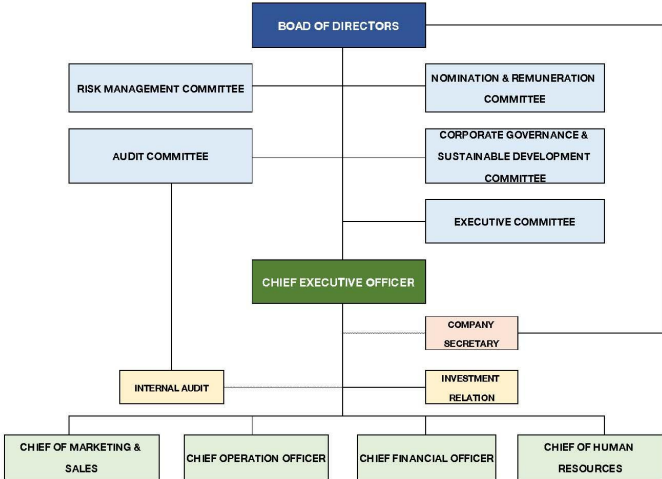 BOAD OF DIRECTORS
RISK MANAGEMENT COMMITTEE
NOMINATION & REMUNERATION
COMMITTEE
AUDIT COMMITTEE
CORPORATE GOVERNANCE &
SUSTAINABLE DEVELOPMENT
COMMITTEE
EXECUTIVE COMMITTEE
CHIEF EXECUTIVE OFFICER
COMPANY
SECRETARY
INTERNAL AUDIT
INVESTMENT
RELATION
CHIEF OF MARKETING &
SALES
CHIEF OPERATION OFFICER
CHIEF FINANCIAL OFFICER
CHIEF OF HUMAN
RESOURCES